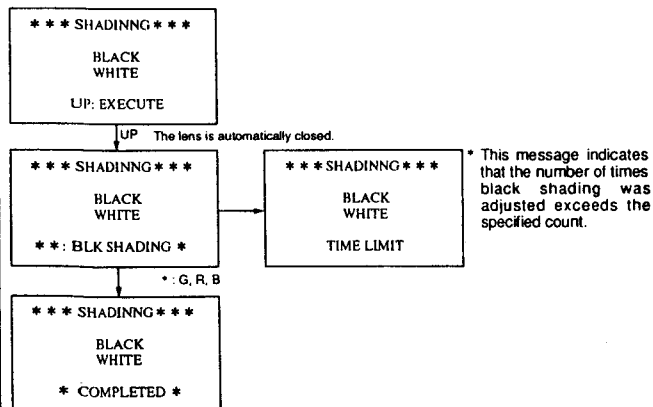 * * * SHADINNG * * *
BLACK
WHITE
UP: EXECUTE
UP The lens is automatically closed.
* * * SHADINNG * * *
BLACK
WHITE
* *: BLK SHADING *
* * * SHADINNG * * *
BLACK
WHITE
TIME LIMIT
* This message indicates
that the number of times
black shading was
adjusted exceeds the
specified count.
* : G, R, B
* * * SHADINNG * * *
BLACK
WHITE
* COMPLETED *